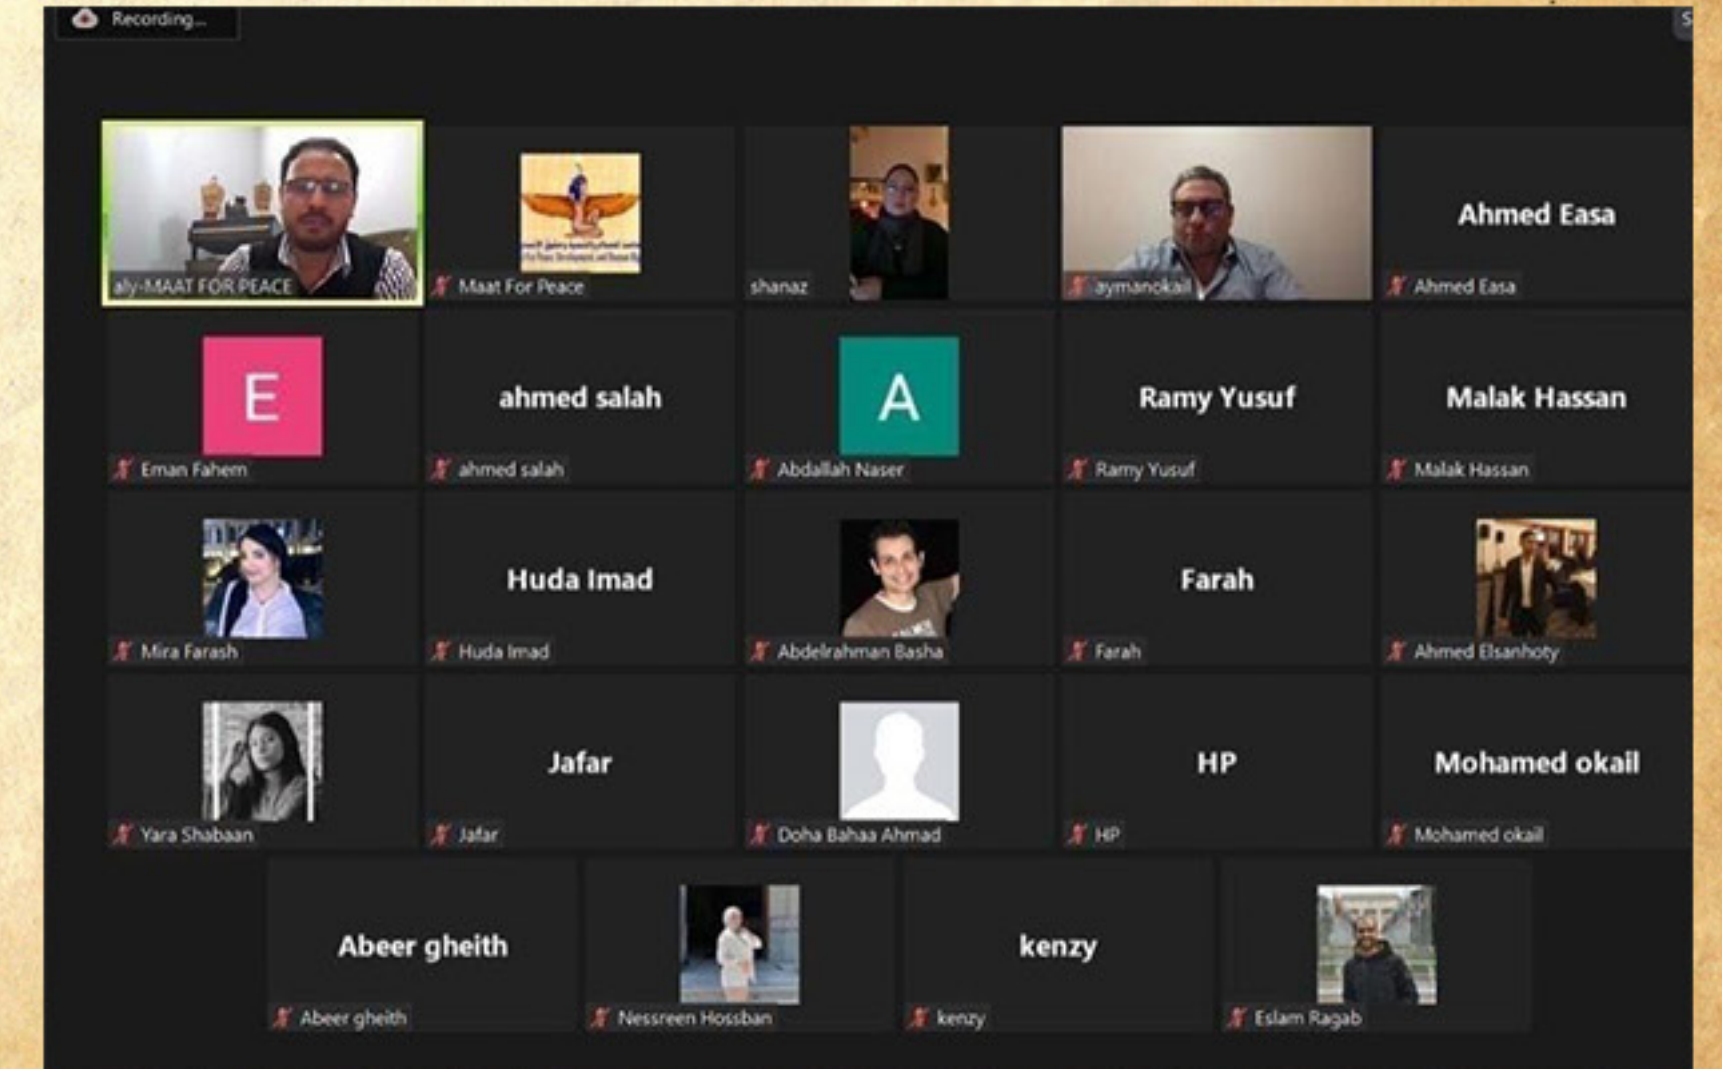 Recording...
S
aly-MAAT FOR PEACE
Maat For Peace
shanaz
aymanokail
Ahmed Easa
Ahmed Easa
E
Eman Fahem
ahmed salah
ahmed salah
A
Abdallah Naser
Ramy Yusuf
Ramy Yusuf
Malak Hassan
Malak Hassan
Mira Farash
Huda Imad
Huda Imad
Abdelrahman Basha
Farah
Farah
Ahmed Elsanhoty
Yara Shabaan
Jafar
Jafar
Doha Bahaa Ahmad
HP
HP
Mohamed okail
Mohamed okail
Abeer gheith
Abeer gheith
Nessreen Hossban
kenzy
kenzy
Eslam Ragab